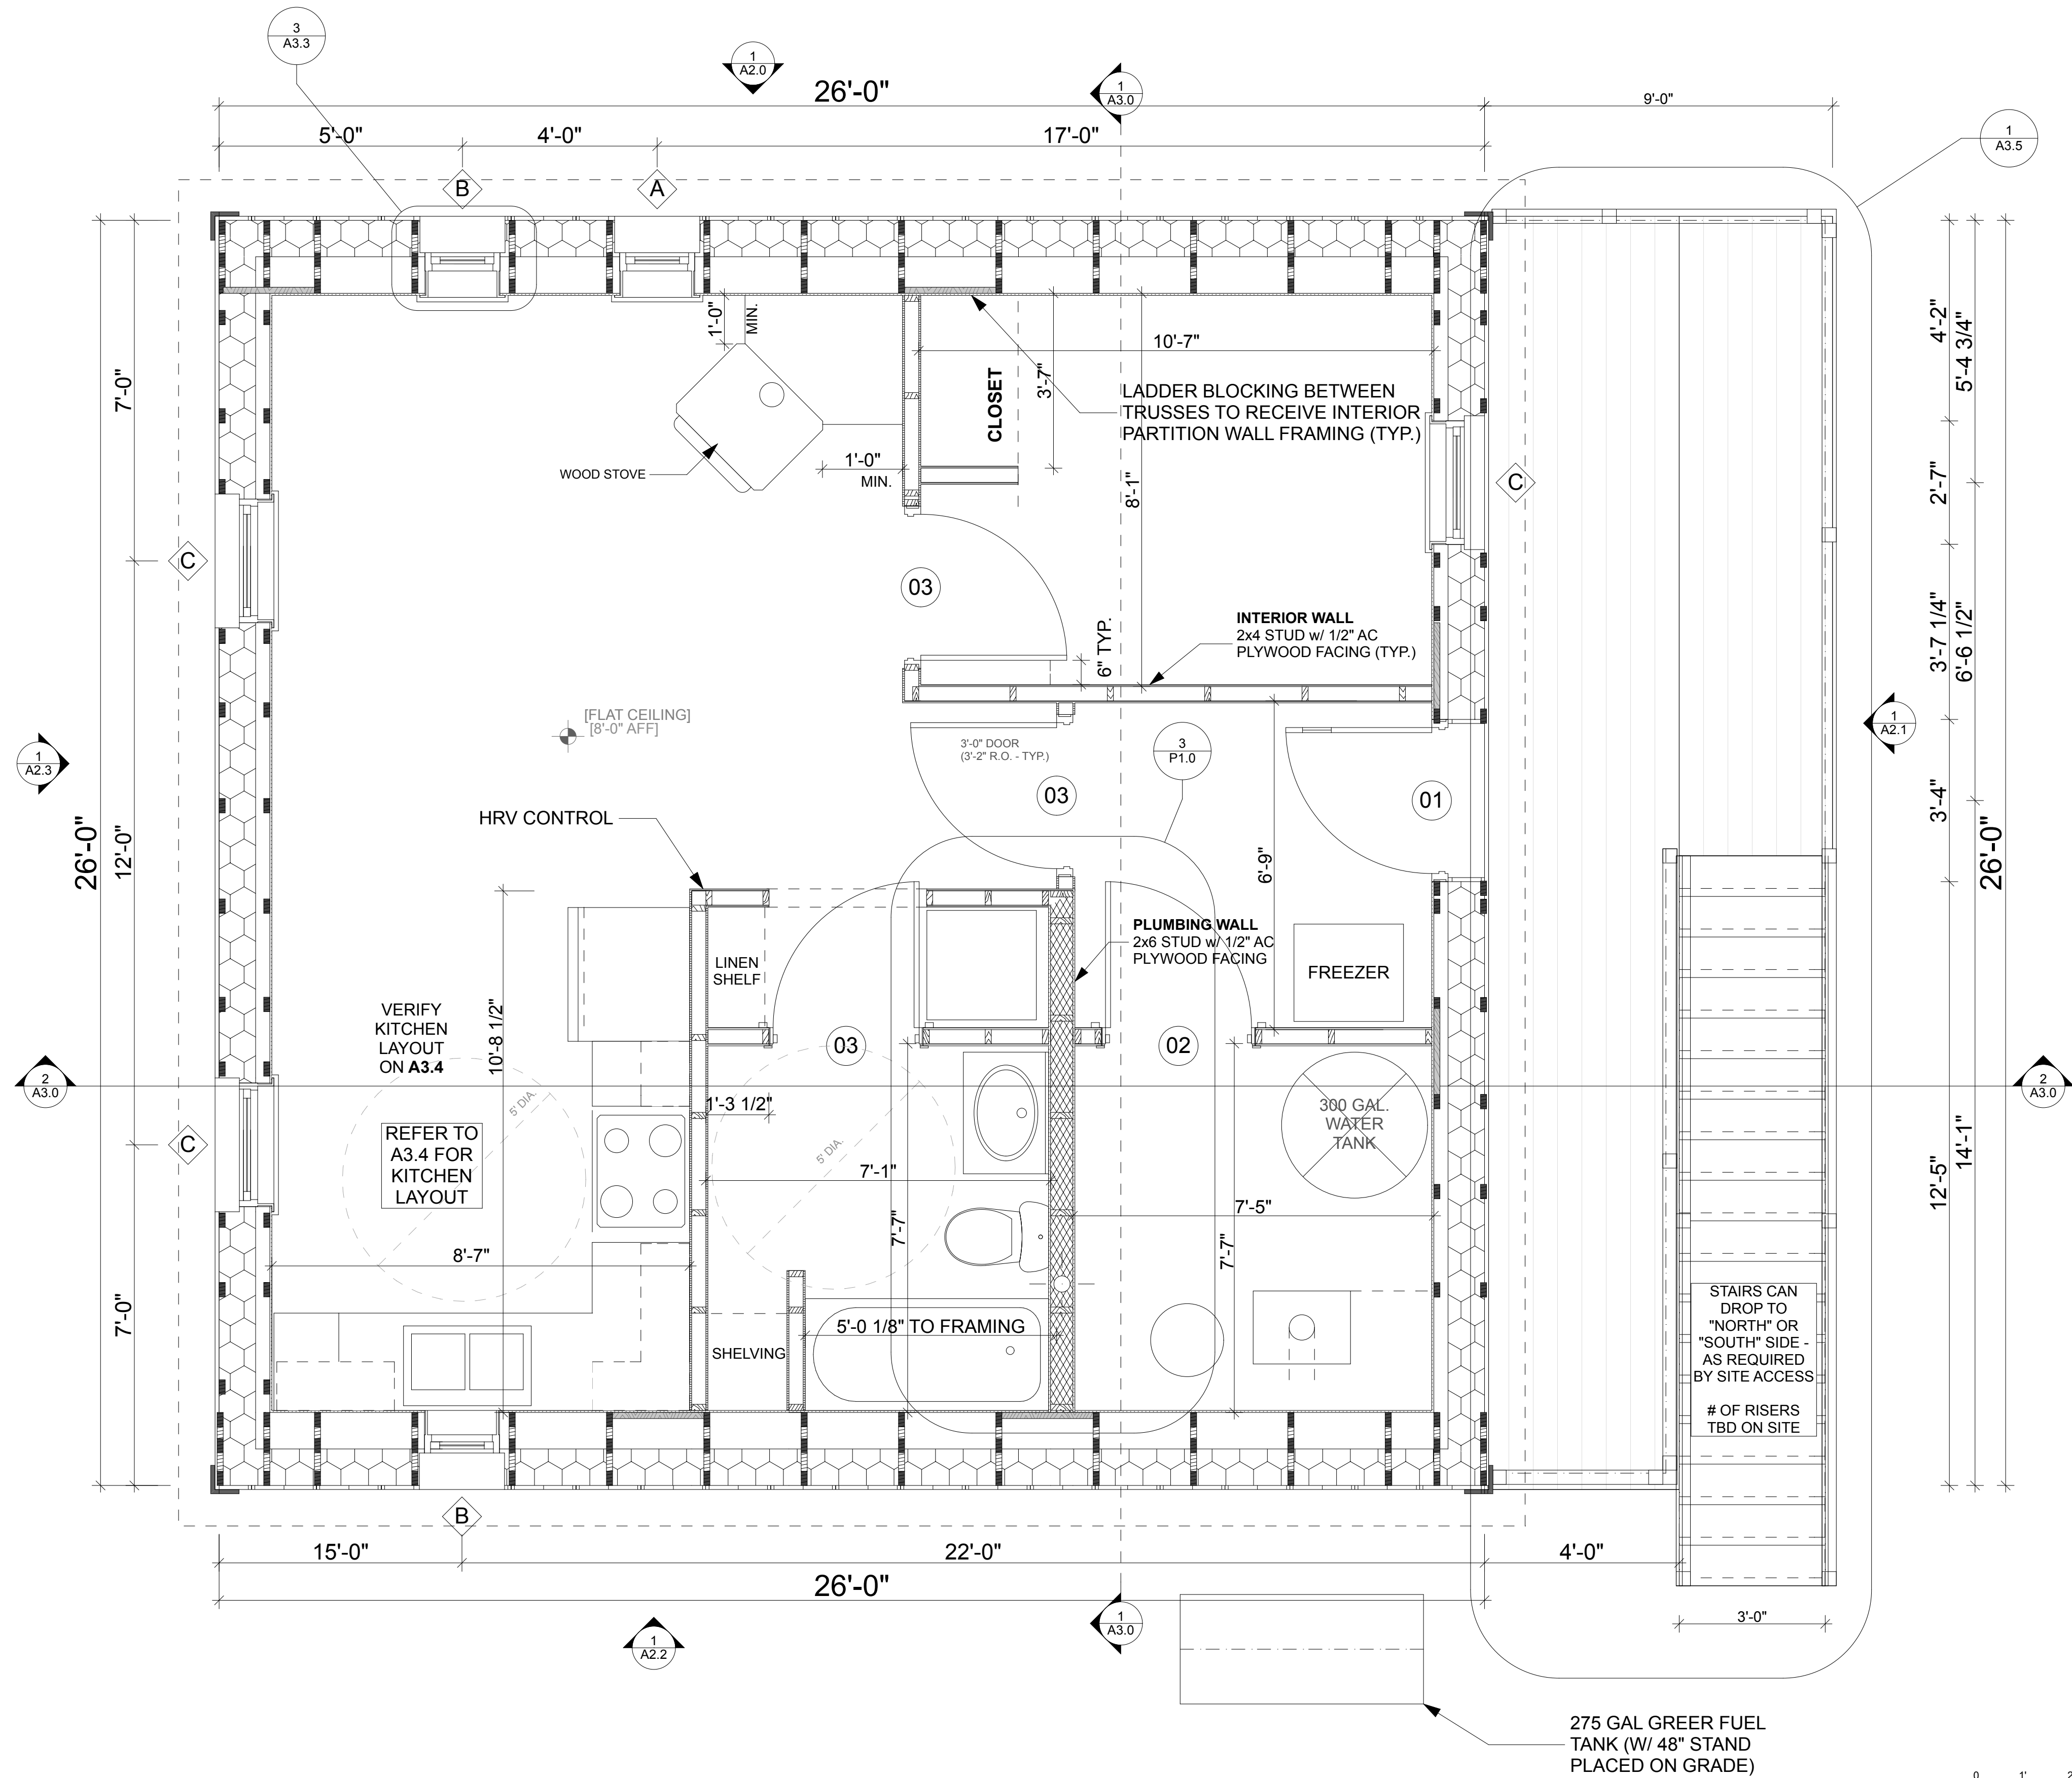 3
A3.3
1
A2.0
26'-0"
1
A3.0
9'-0"
5'-0"
4'-0"
17'-0"
1
A3.5
B
A
1'-0"
MIN.
10'-7"
CLOSET
3'-7"
LADDER BLOCKING BETWEEN
TRUSSES TO RECEIVE INTERIOR
PARTITION WALL FRAMING (TYP.)
4'-2"
5'-4 3/4"
7'-0"
WOOD STOVE
1'-0"
MIN.
8'-1"
C
2'-7"
C
03
INTERIOR WALL
2x4 STUD w/ 1/2" AC
PLYWOOD FACING (TYP.)
6" TYP.
3'-7 1/4"
6'-6 1/2"
[FLAT CEILING]
[8'-0" AFF]
3'-0" DOOR
(3'-2" R.O. - TYP.)
3
P1.0
1
A2.1
1
A2.3
03
01
3'-4"
HRV CONTROL
26'-0"
12'-0"
6'-9"
26'-0"
PLUMBING WALL
2x6 STUD w/ 1/2" AC
PLYWOOD FACING
LINEN
SHELF
FREEZER
VERIFY
KITCHEN
LAYOUT
ON A3.4
10'-8 1/2"
03
02
2
A3.0
2
A3.0
5' DIA.
1'-3 1/2"
300 GAL.
WATER
TANK
C
REFER TO
A3.4 FOR
KITCHEN
LAYOUT
5' DIA.
7'-1"
12'-5"
14'-1"
7'-5"
7'-7"
7'-7"
8'-7"
7'-0"
5'-0 1/8" TO FRAMING
SHELVING
STAIRS CAN
DROP TO
"NORTH" OR
"SOUTH" SIDE -
AS REQUIRED
BY SITE ACCESS
# OF RISERS
TBD ON SITE
B
15'-0"
22'-0"
4'-0"
26'-0"
1
A2.2
1
A3.0
3'-0"
275 GAL GREER FUEL
TANK (W/ 48" STAND
PLACED ON GRADE)
0 1' 2